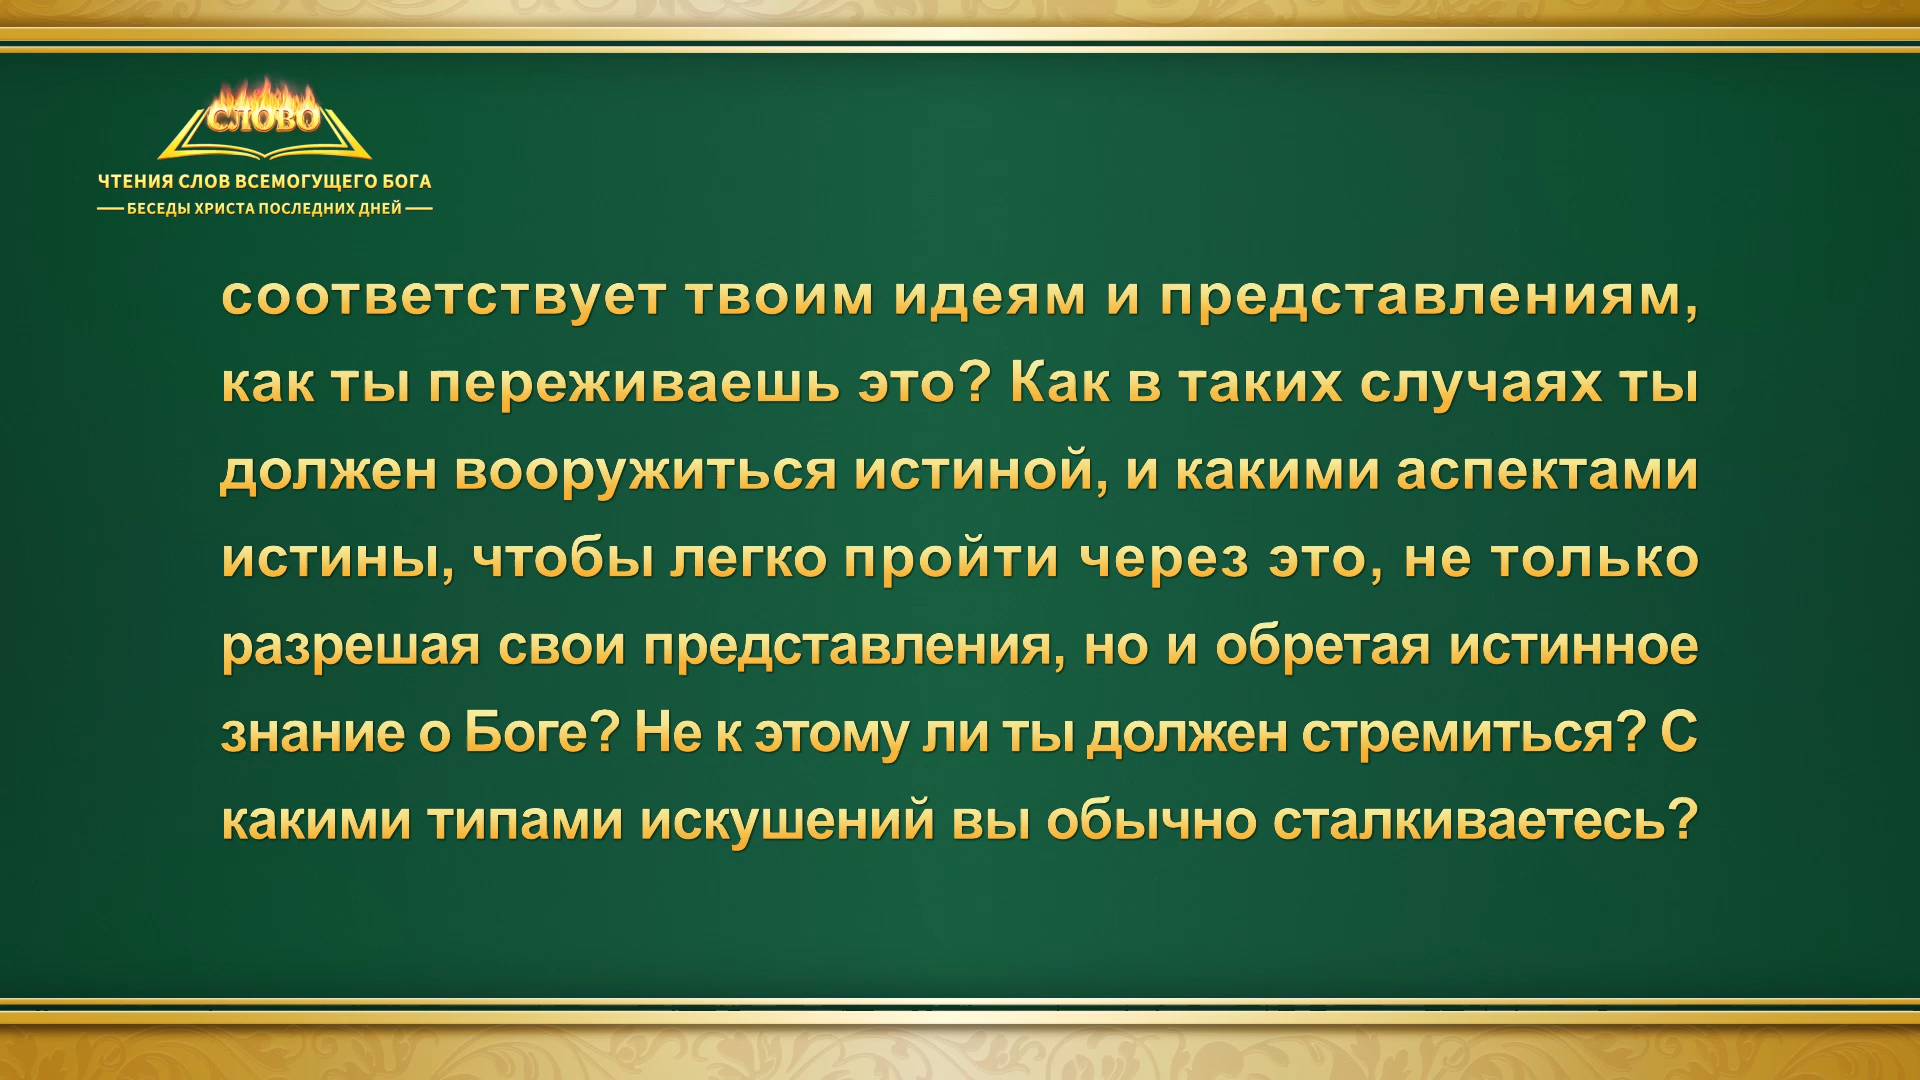 СЛОВО
ЧТЕНИЯ СЛОВ ВСЕМОГУЩЕГО БОГА
БЕСЕДЫ ХРИСТА ПОСЛЕДНИХ ДНЕЙ
соответствует твоим идеям и представлениям,
как ты переживаешь это? Как в таких случаях ты
должен вооружиться истиной, и какими аспектами
истины, чтобы легко пройти через это, не только
разрешая свои представления, но и обретая истинное
знание о Боге? Не к этому ли ты должен стремиться? С
какими типами искушений вы обычно сталкиваетесь?